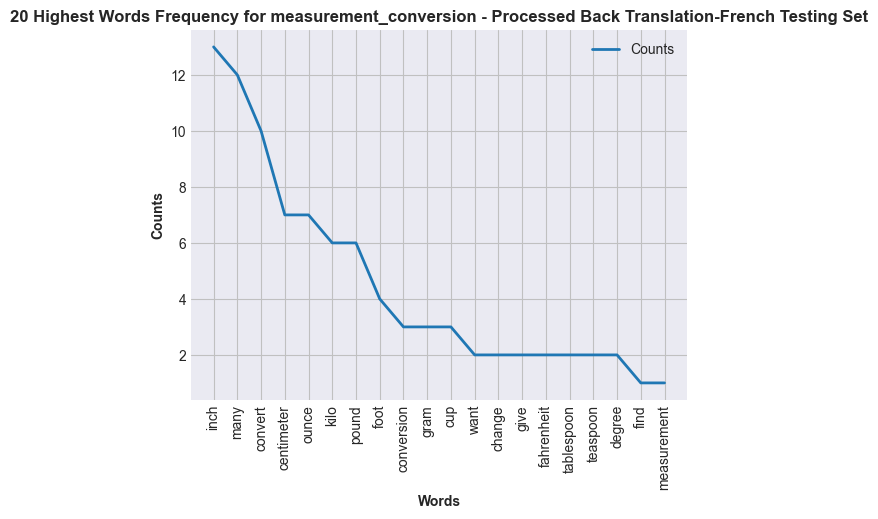 20 Highest Words Frequency for measurement_conversion - Processed Back Translation-French Testing Set
Counts
12
10
8
6
4
2
Counts
inch
many
convert
centimeter
ounce
kilo
pound
foot
conversion
gram
cup
want
change
give
fahrenheit
tablespoon
teaspoon
degree
find
measurement
Words